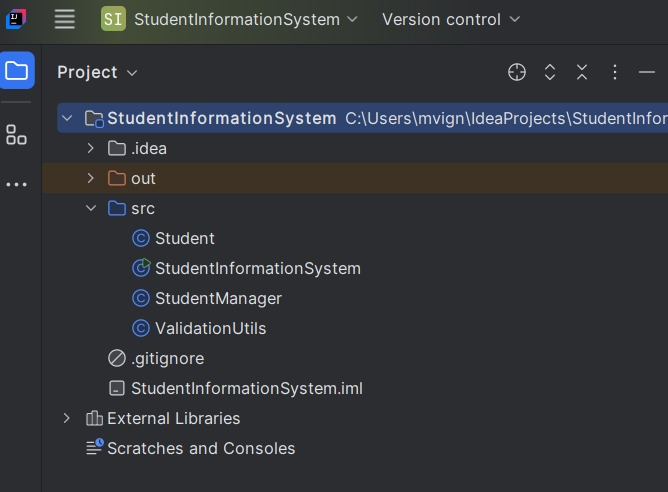 IJ
SI StudentInformationSystem Version control
Project
StudentInformationSystem C:\Users\mvign\IdeaProjects\StudentInfor
.idea
out
src
C Student
C StudentInformationSystem
C StudentManager
C ValidationUtils
.gitignore
StudentInformationSystem.iml
External Libraries
Scratches and Consoles